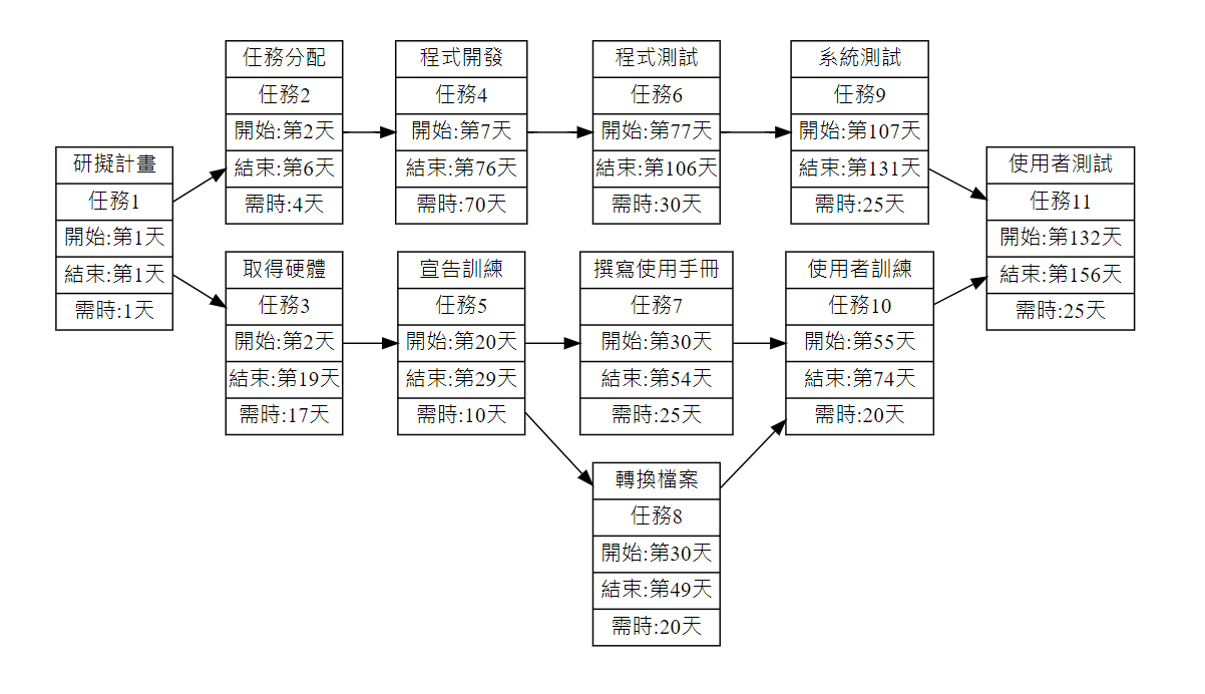 研擬計畫
任務1
開始:第1天
結束:第1天
需時:1天
任務分配
任務2
開始:第2天
結束:第6天
需時:4天
程式開發
任務4
開始:第7天
結束:第76天
需時:70天
程式測試
任務6
開始:第77天
結束:第106天
需時:30天
系統測試
任務9
開始:第107天
結束:第131天
需時:25天
取得硬體
任務3
開始:第2天
結束:第19天
需時:17天
宣告訓練
任務5
開始:第20天
結束:第29天
需時:10天
撰寫使用手冊
任務7
開始:第30天
結束:第54天
需時:25天
使用者訓練
任務10
開始:第55天
結束:第74天
需時:20天
轉換檔案
任務8
開始:第30天
結束:第49天
需時:20天
使用者測試
任務11
開始:第132天
結束:第156天
需時:25天